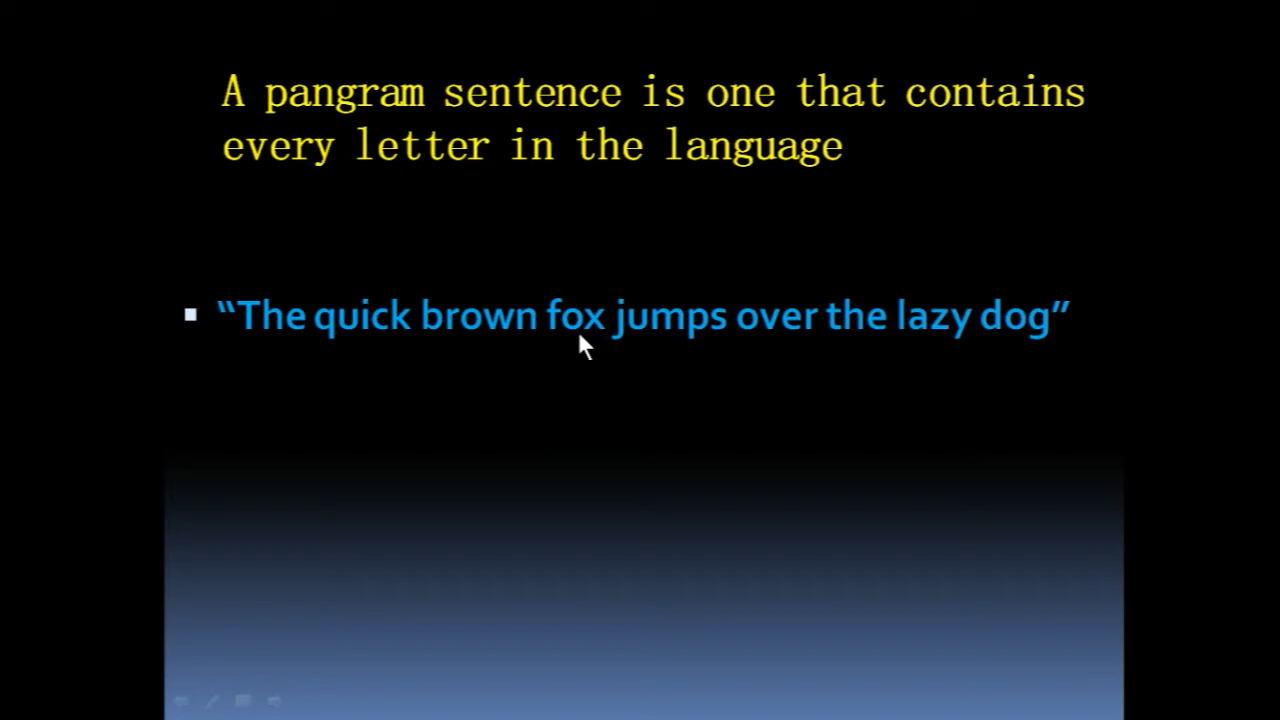 A pangram sentence is one that contains
every letter in the language
“The quick brown fox jumps over the lazy dog”